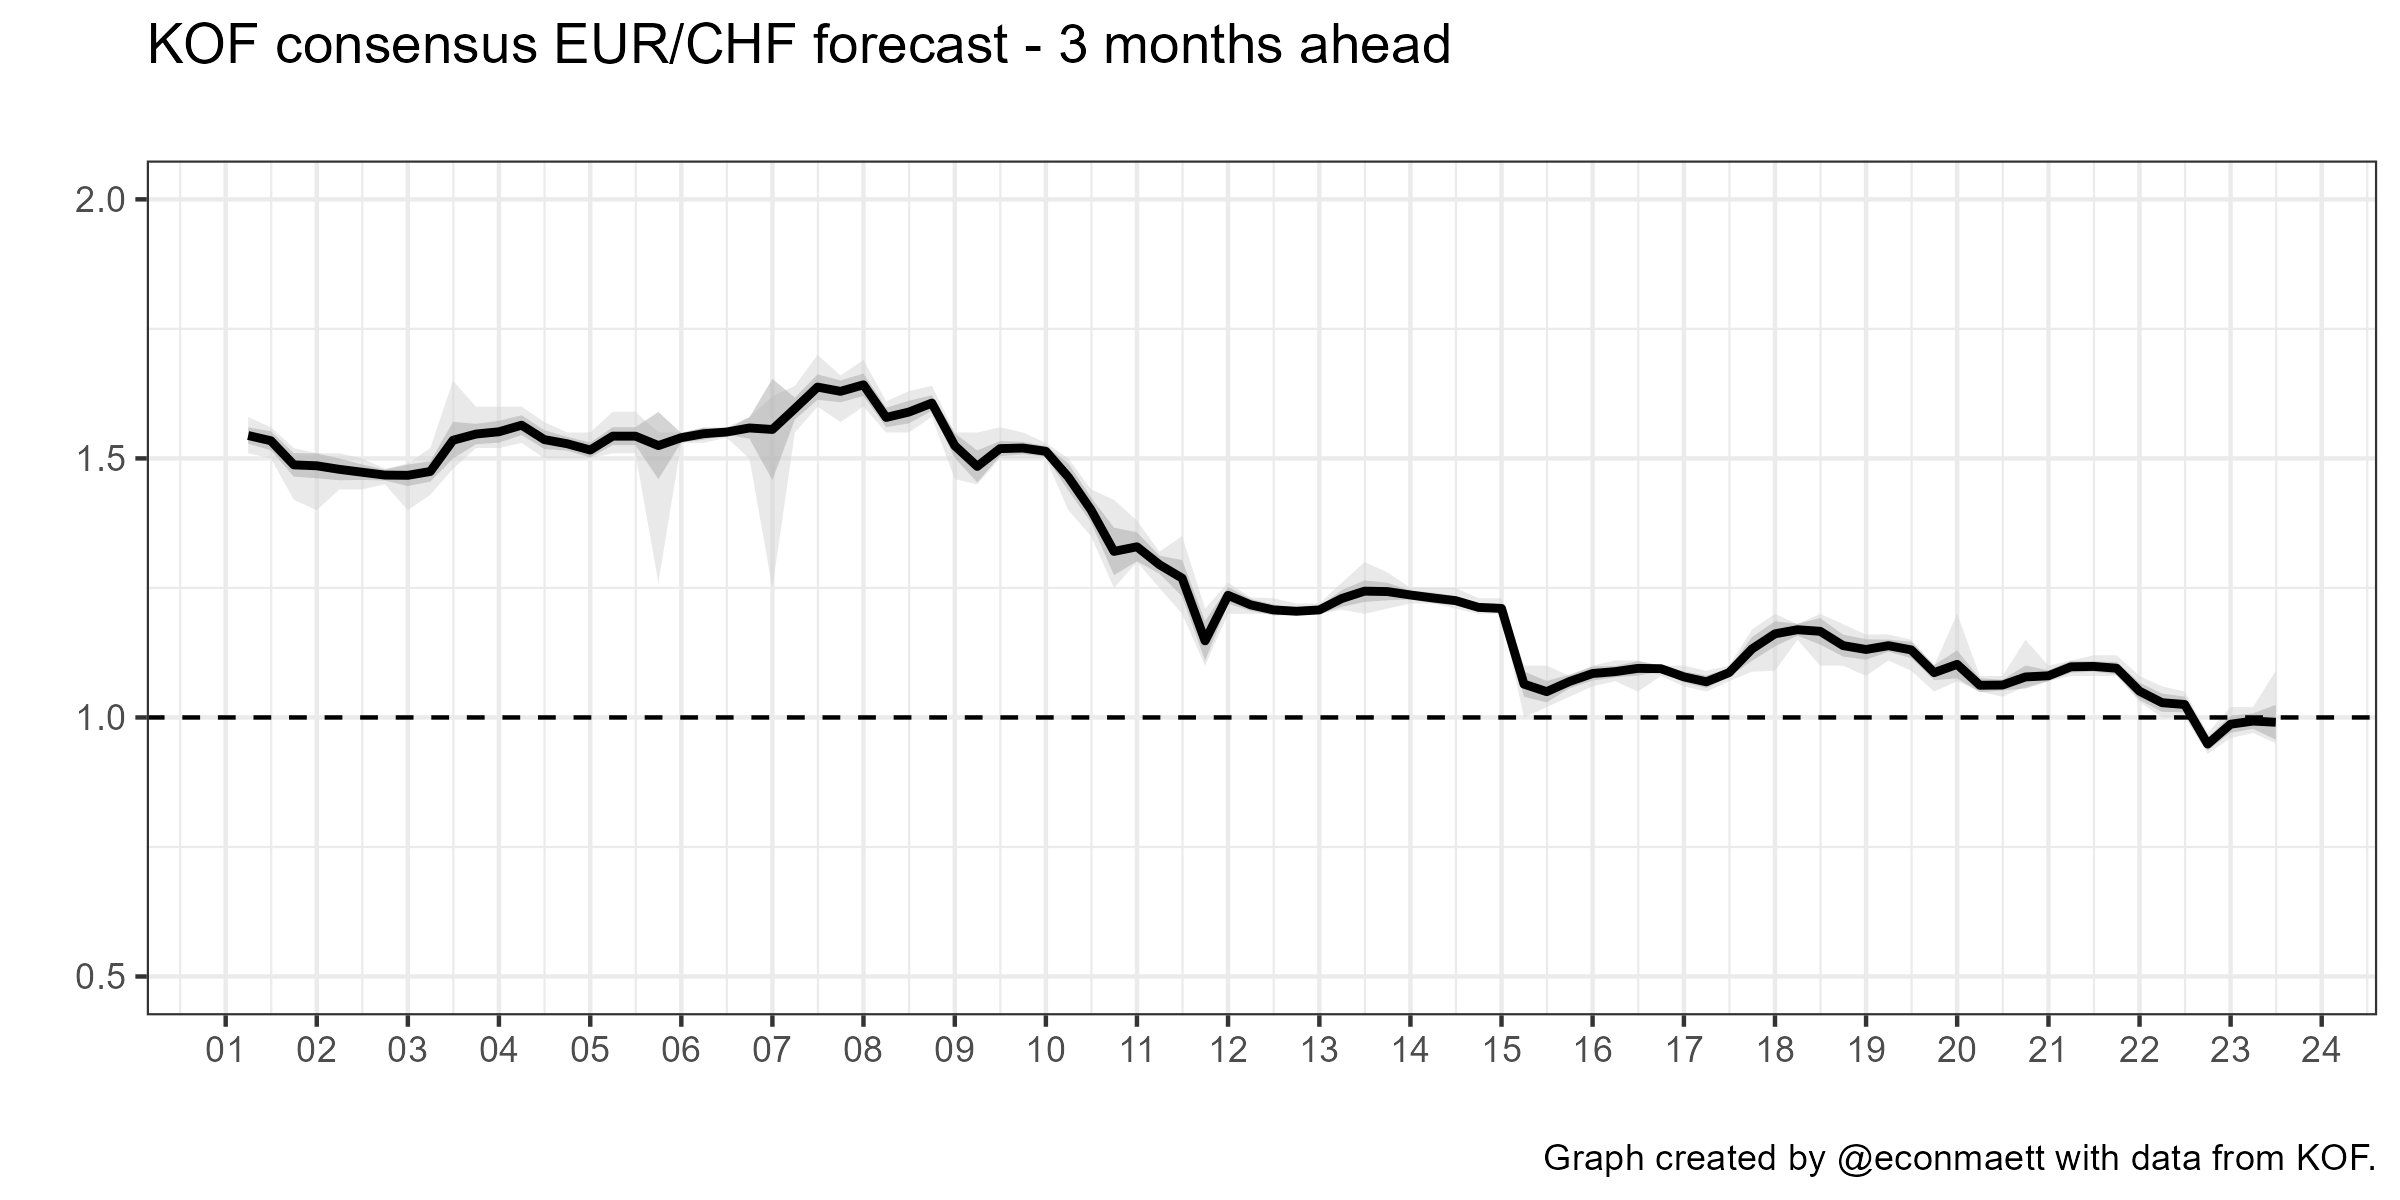 KOF consensus EUR/CHF forecast - 3 months ahead
2.0
1.5
1.0
0.5
01 02 03 04 05 06 07 08 09 10 11 12 13 14 15 16 17 18 19 20 21 22 23 24
Graph created by @econmaett with data from KOF.